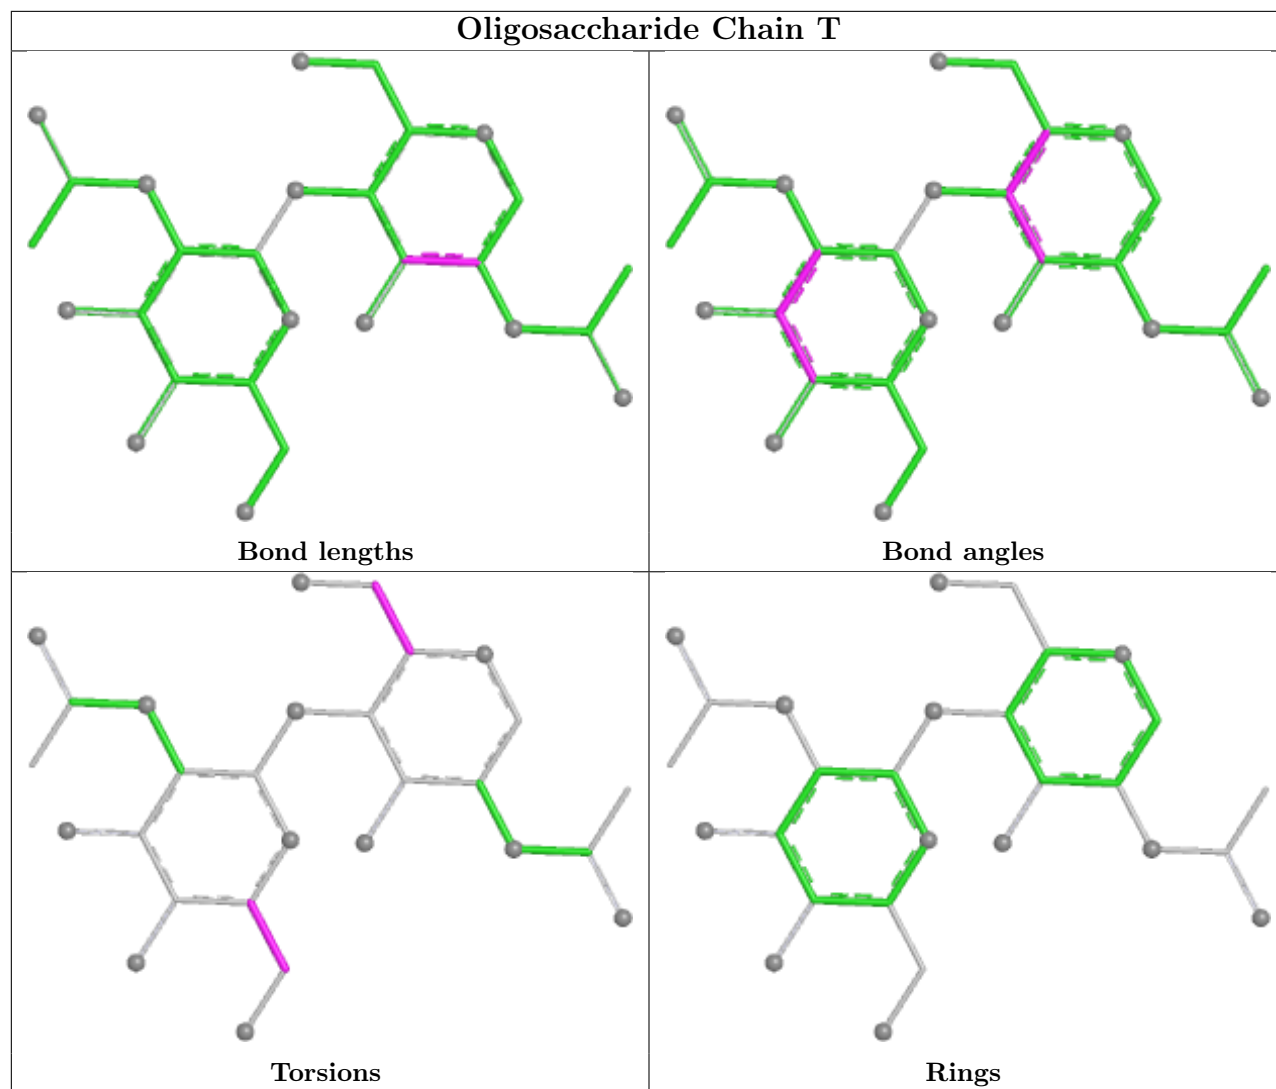 Oligosaccharide Chain T
Bond lengths
Bond angles
Torsions
Rings